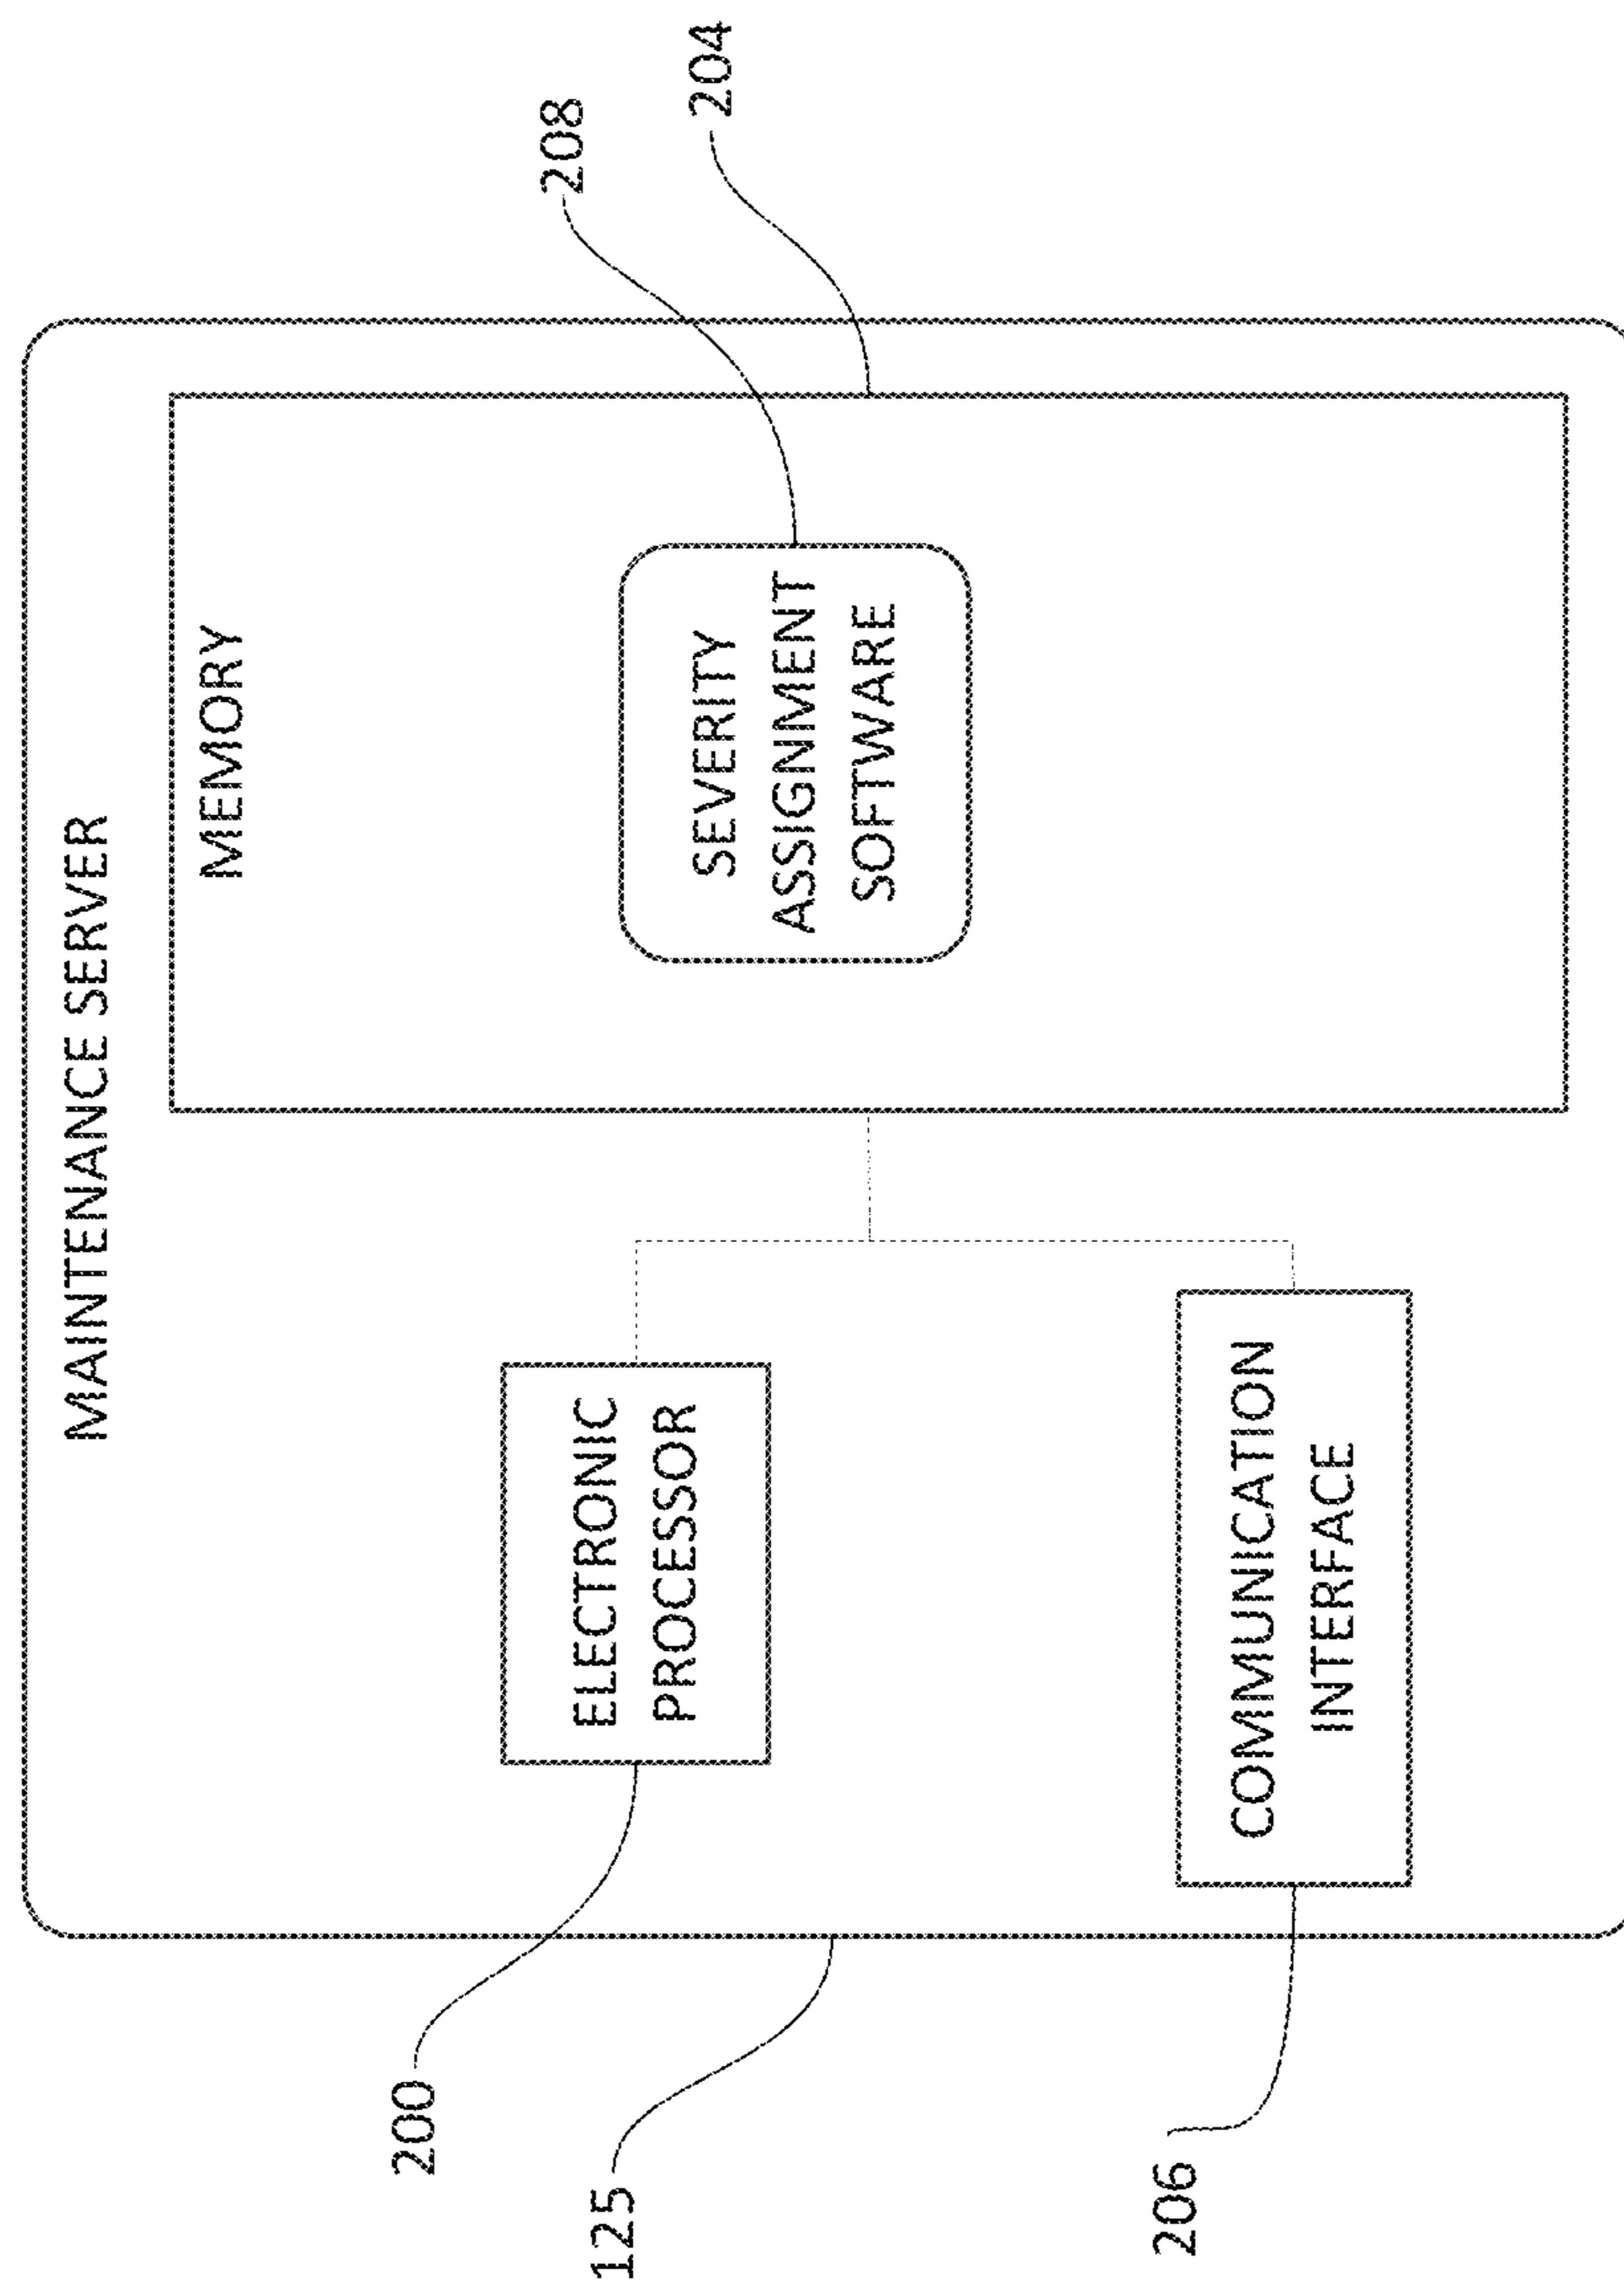 MAINTENANCE SERVER
MEMORY
200
ELECTRONIC
PROCESSOR
208
SEVERITY
ASSIGNMENT
SOFTWARE
125
204
206
COMMUNICATION
INTERFACE